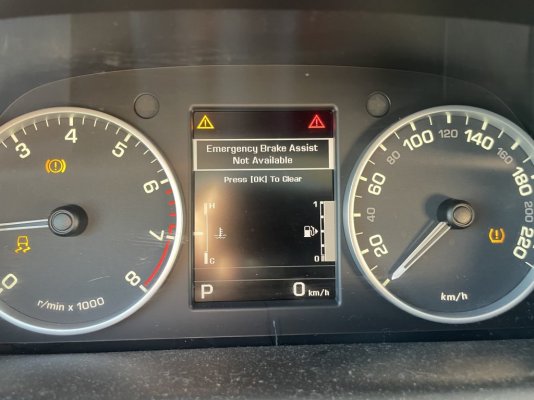 Emergency Brake Assist
Not Available
Press [OK] To Clear
H
C
1
0
P
0 km/h
0
3
4
5
6
7
8
r/min x 1000
20
40
60
80
100
120
140
160
180
200
220
km/h